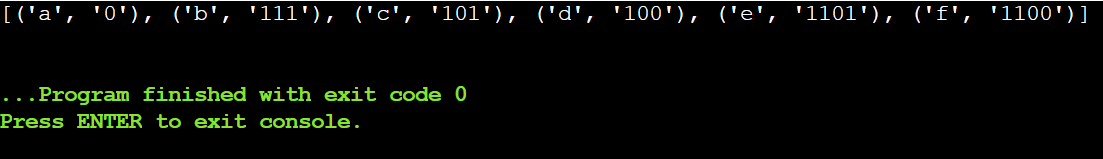 [('a', '0'), ('b', '111'), ('c', '101'), ('d', '100'), ('e', '1101'), ('f', '1100')]
...Program finished with exit code 0
Press ENTER to exit console.